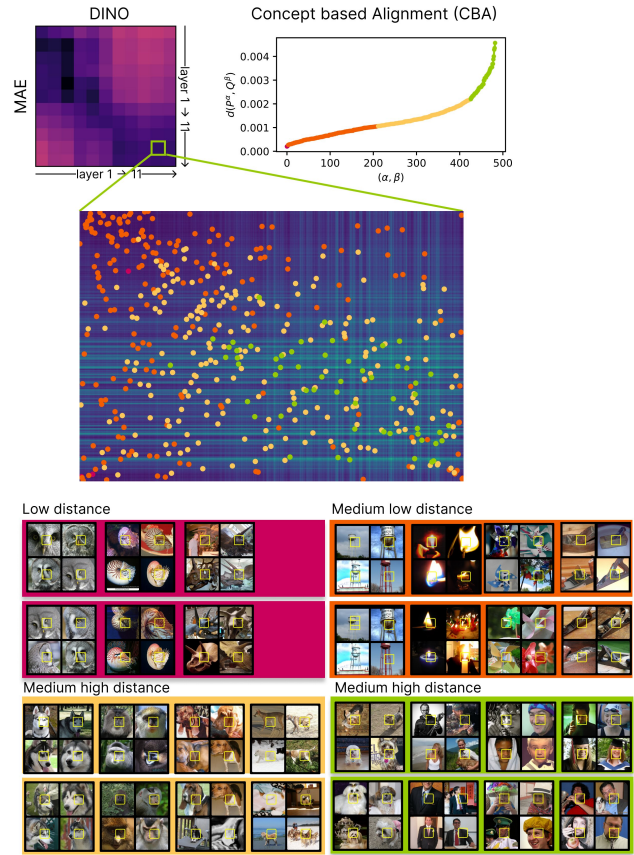 DINO
Concept based Alignment (CBA)
MAE
layer 1 → 11
layer 1 → 11
0.004
0.003
0.002
0.001
0.000
d(Pᵅ, Qᵝ)
0 100 200 300 400 500
(α, β)
Low distance
Medium low distance
Medium high distance
Medium high distance